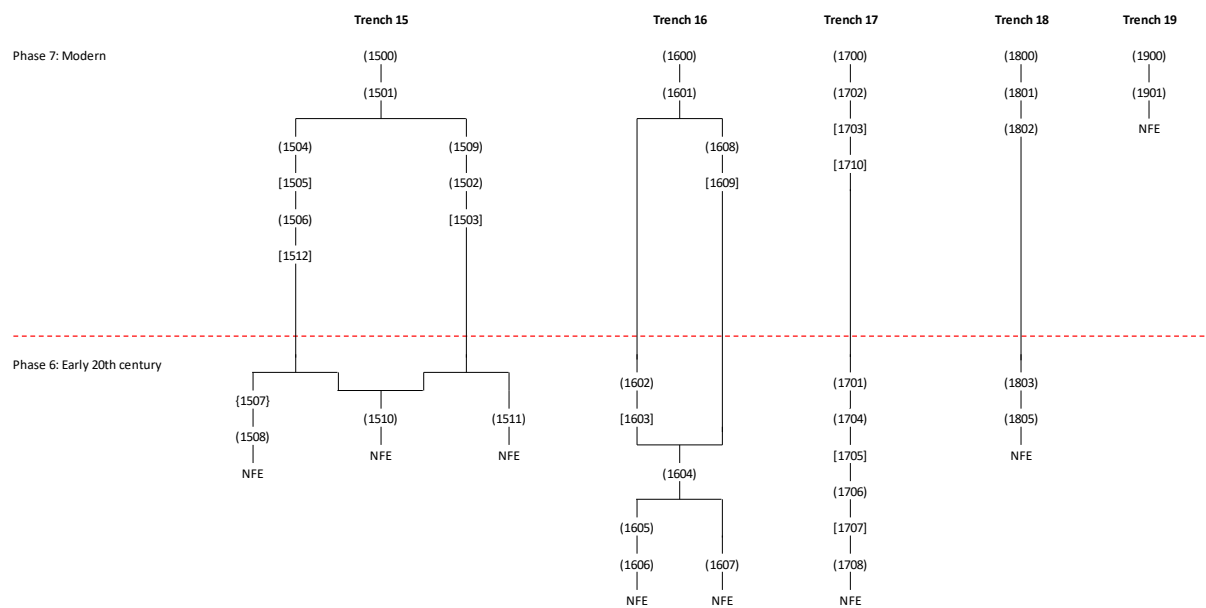 Trench 15 Trench 16 Trench 17 Trench 18 Trench 19
Phase 7: Modern (1500) (1600) (1700) (1800) (1900)
(1501) (1601) (1702) (1801) (1901)
[1703] (1802) NFE
(1504) (1509) (1608)
[1710]
[1505] (1502) [1609]
(1506) [1503]
[1512]
Phase 6: Early 20th century
(1602) (1701) (1803)
{1507}
(1510) (1511) [1603] (1704) (1805)
(1508)
NFE NFE [1705] NFE
NFE (1604)
(1706)
(1605) [1707]
(1606) (1607) (1708)
NFE NFE NFE